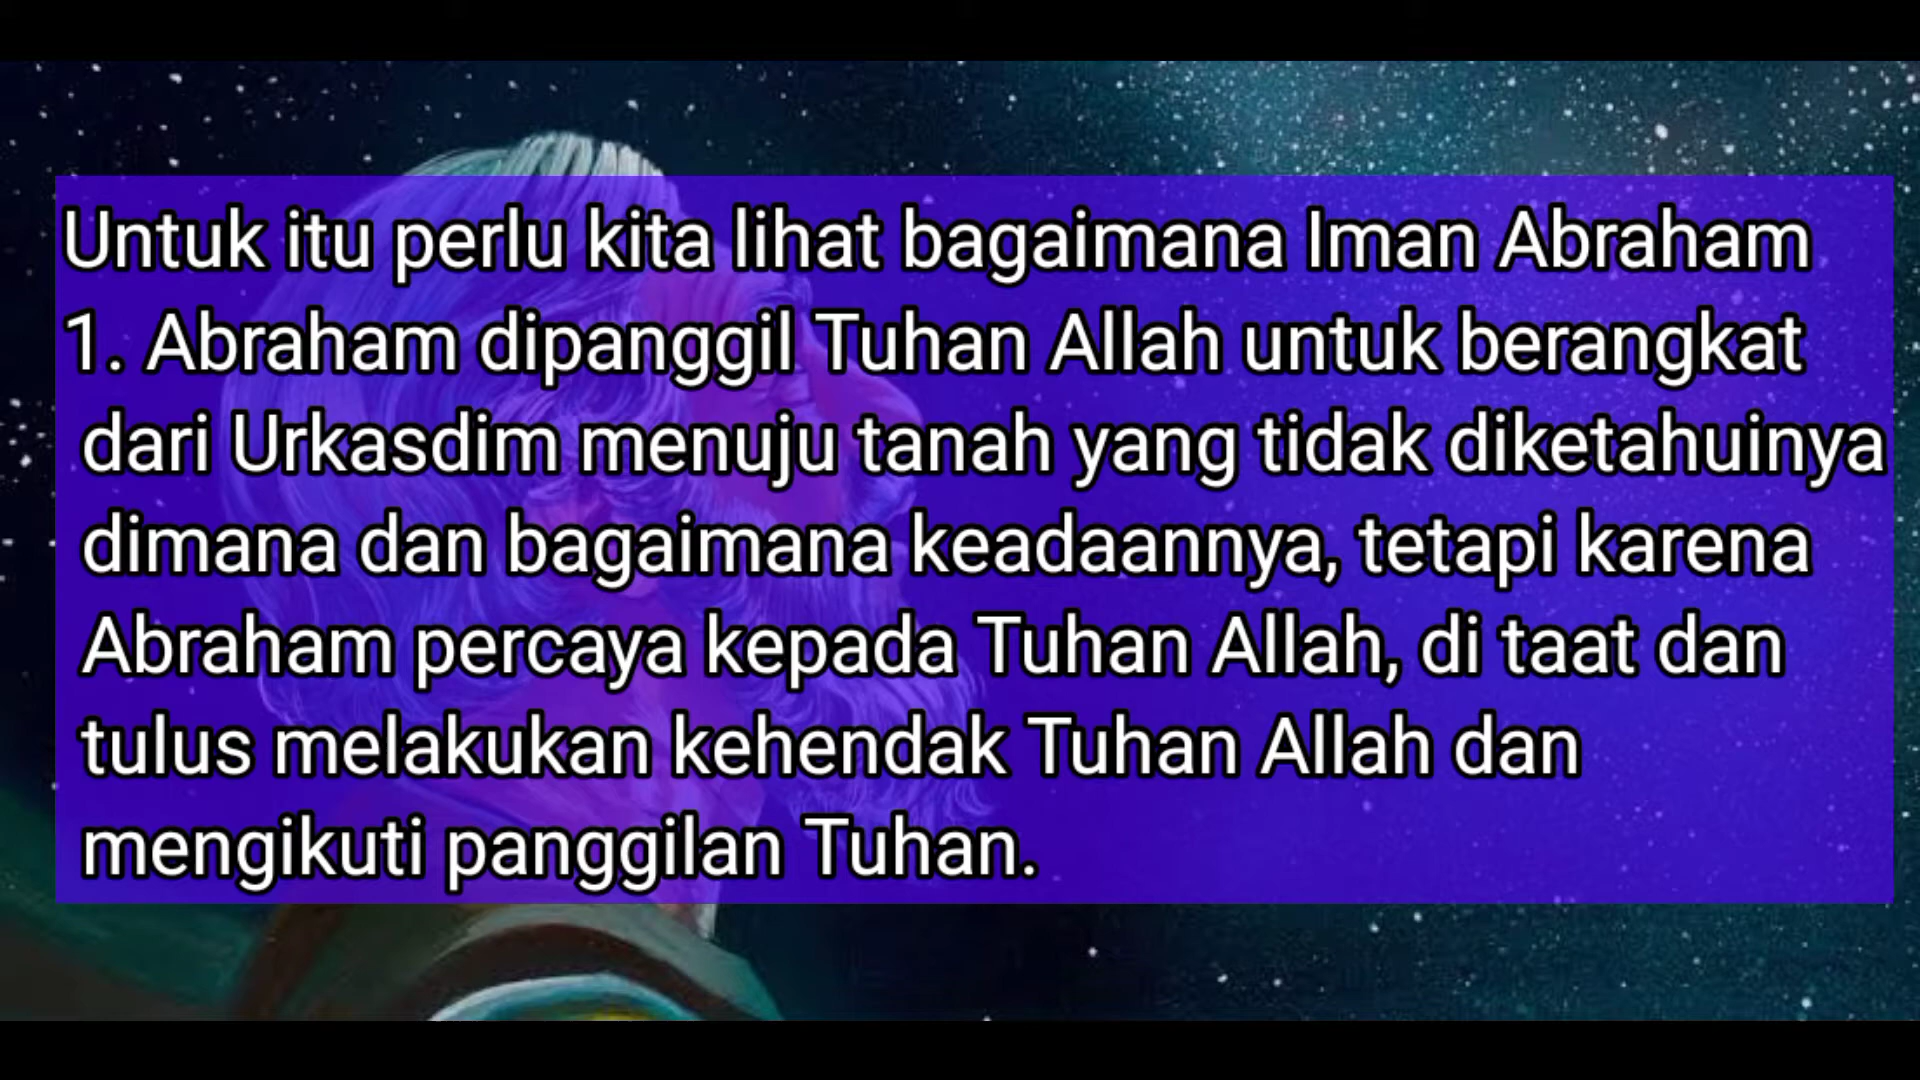 Untuk itu perlu kita lihat bagaimana Iman Abraham
1. Abraham dipanggil Tuhan Allah untuk berangkat
dari Urkasdim menuju tanah yang tidak diketahuinya
dimana dan bagaimana keadaannya, tetapi karena
Abraham percaya kepada Tuhan Allah, di taat dan
tulus melakukan kehendak Tuhan Allah dan
mengikuti panggilan Tuhan.